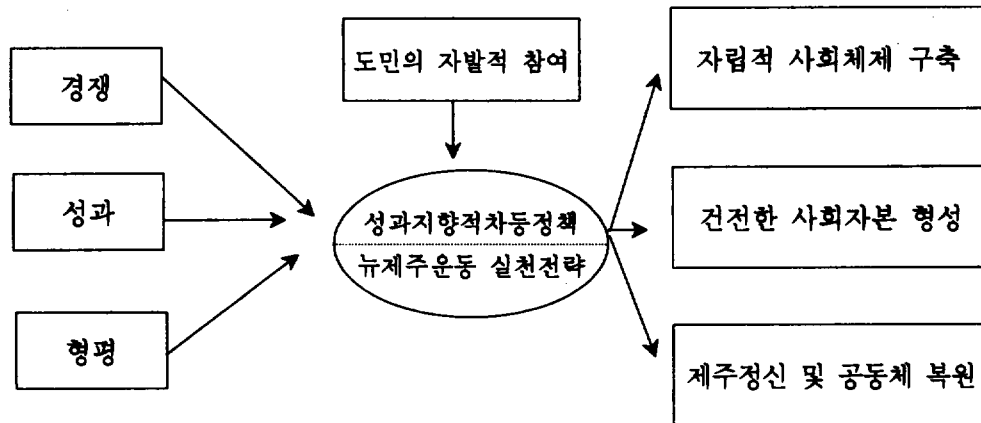 경쟁
성과
형평
도민의 자발적 참여
성과지향적차등정책
뉴제주운동 실천전략
자립적 사회체제 구축
건전한 사회자본 형성
제주정신 및 공동체 복원